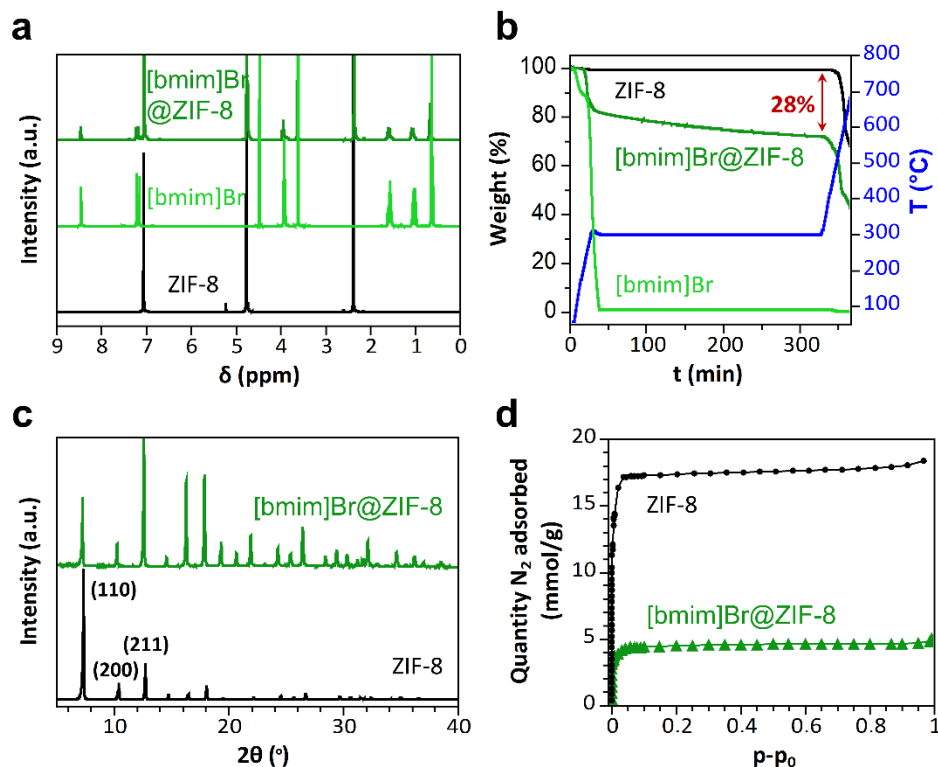 a
[bmim]Br
@ZIF-8
[bmim]Br
ZIF-8
Intensity (a.u.)
9 8 7 6 5 4 3 2 1 0
δ (ppm)
b
100
80
60
40
20
0
Weight (%)
ZIF-8
28%
[bmim]Br@ZIF-8
[bmim]Br
800
700
600
500
400
300
200
100
T (°C)
0 100 200 300
t (min)
c
[bmim]Br@ZIF-8
(110)
(211)
(200)
ZIF-8
Intensity (a.u.)
10 20 30 40
2θ (°)
d
20
15
10
5
0
Quantity N₂ adsorbed
(mmol/g)
ZIF-8
[bmim]Br@ZIF-8
0 0.2 0.4 0.6 0.8 1
p-p₀